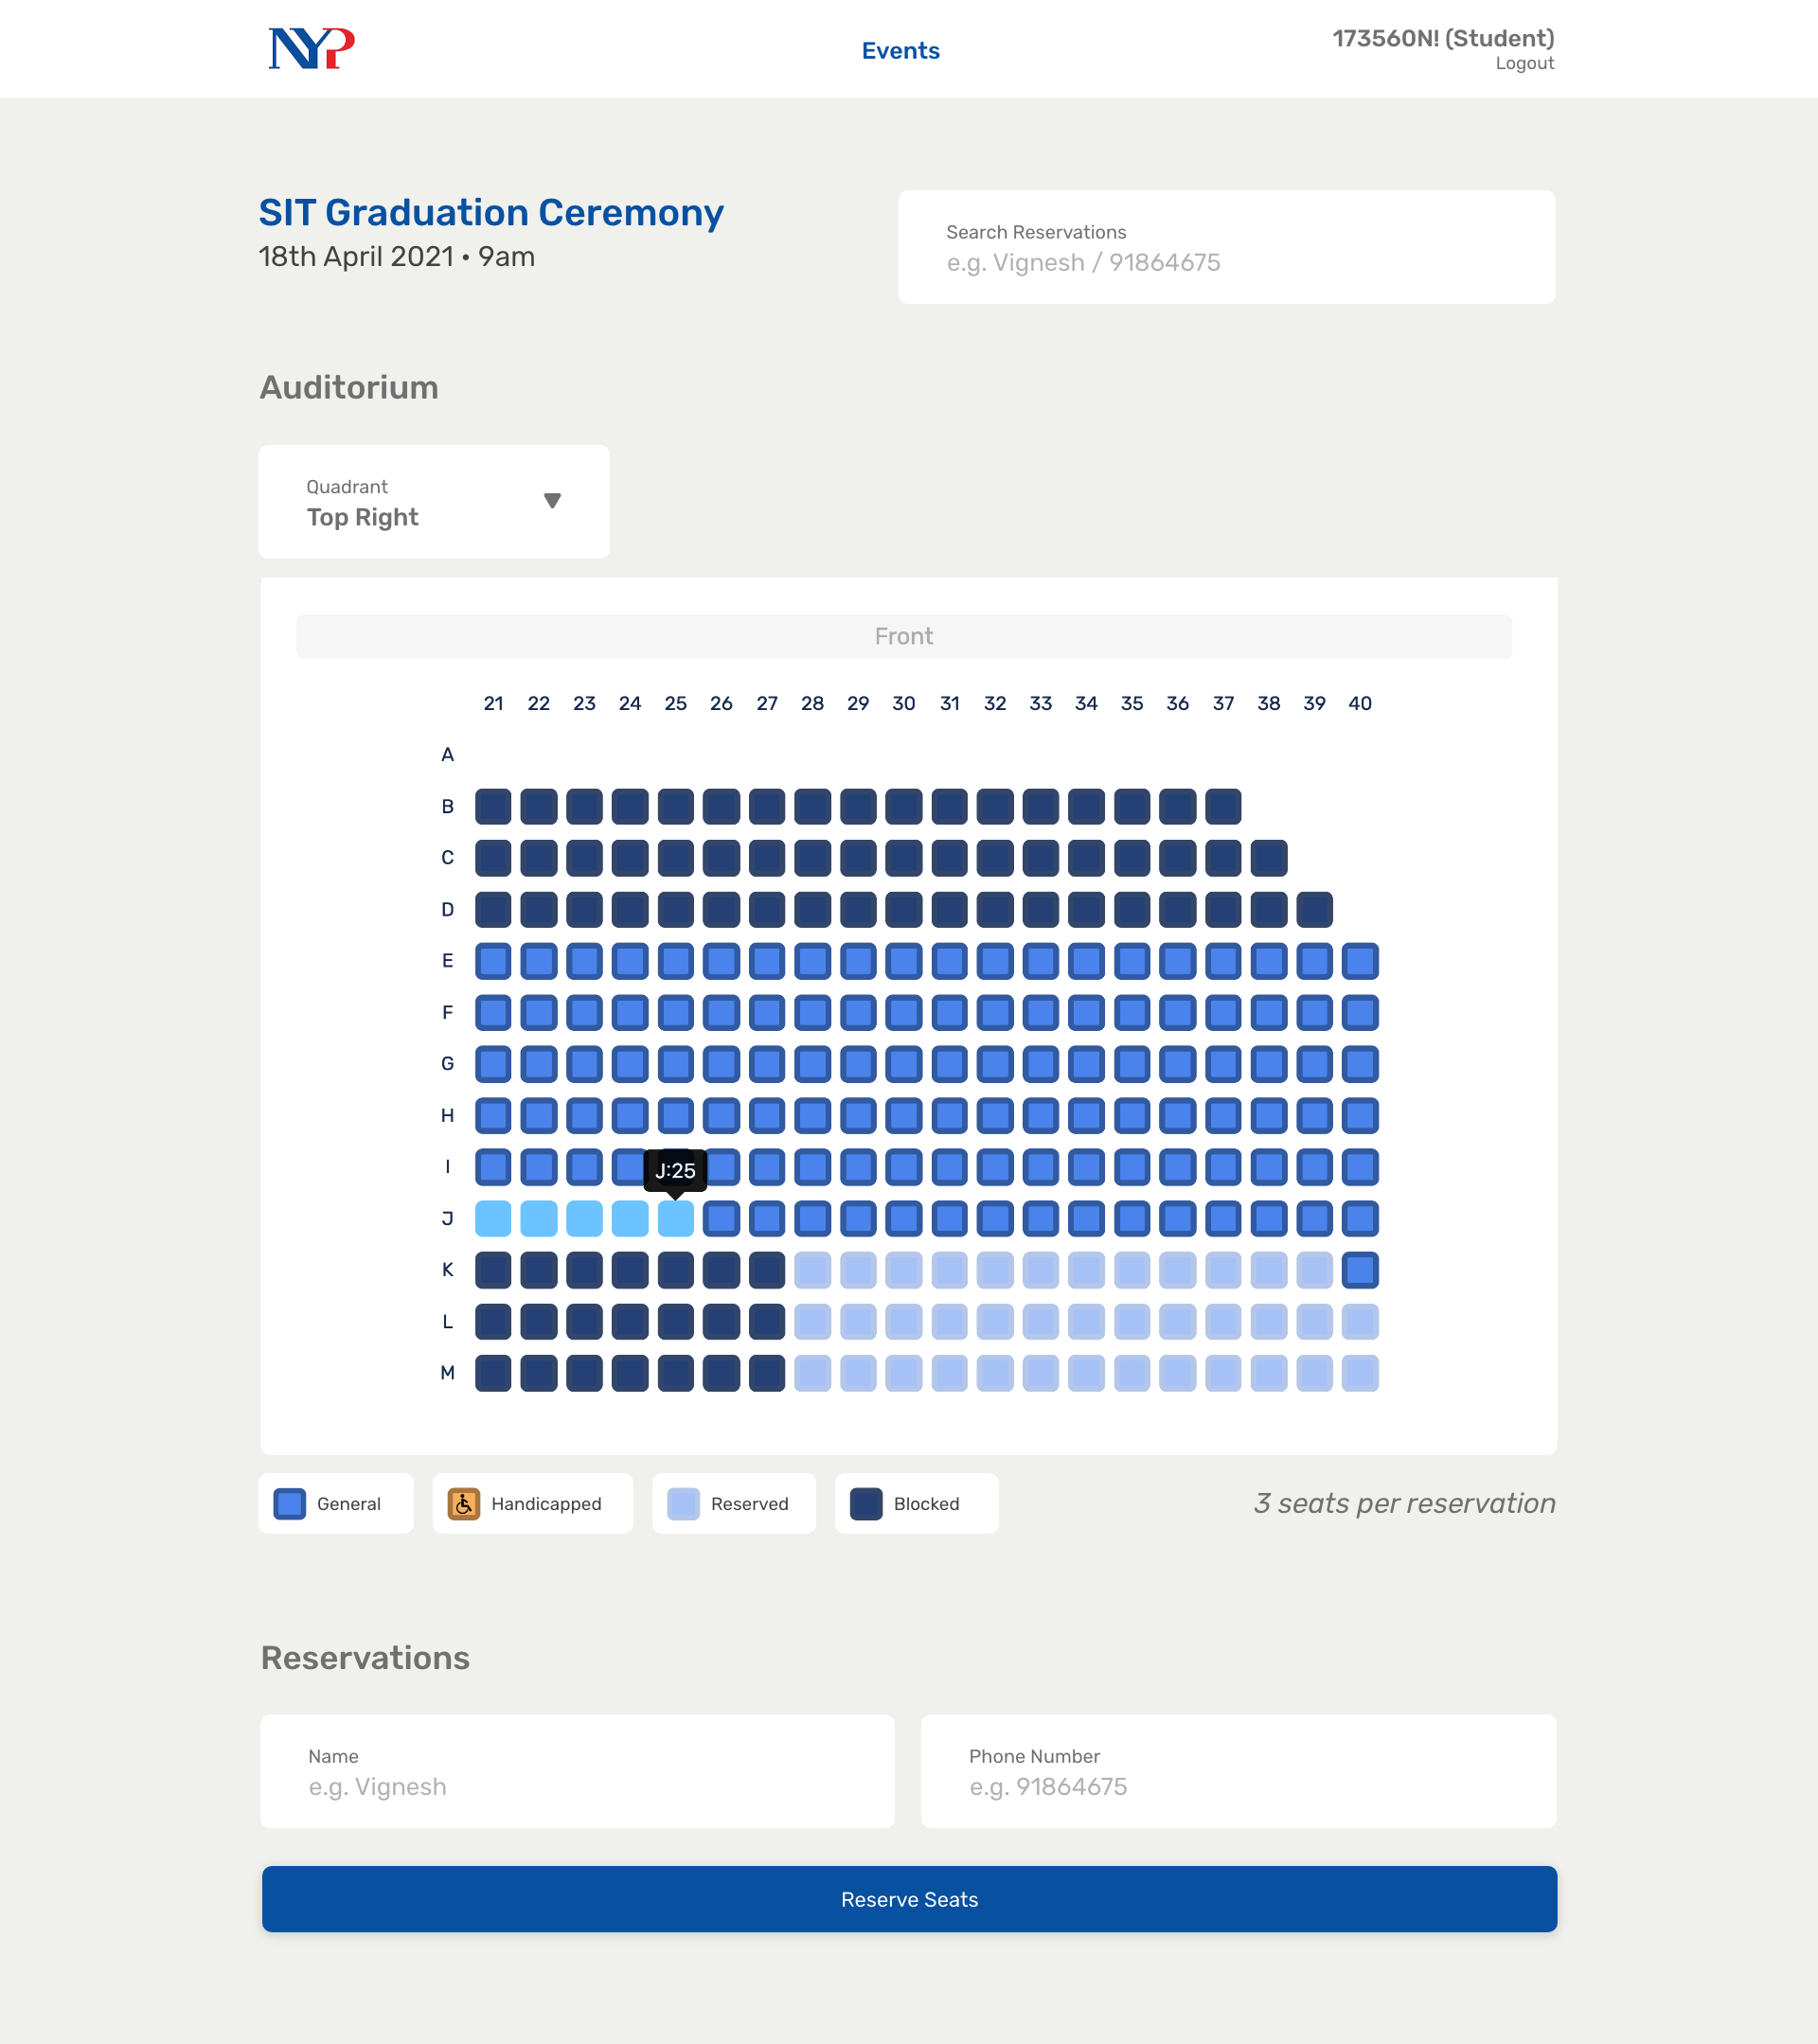 NYP
Events
173560N! (Student)
Logout
SIT Graduation Ceremony
18th April 2021 • 9am
Search Reservations
e.g. Vignesh / 91864675
Auditorium
Quadrant
Top Right
Front
21 22 23 24 25 26 27 28 29 30 31 32 33 34 35 36 37 38 39 40
A
B
C
D
E
F
G
H
I
J:25
J
K
L
M
General
Handicapped
Reserved
Blocked
3 seats per reservation
Reservations
Name
e.g. Vignesh
Phone Number
e.g. 91864675
Reserve Seats